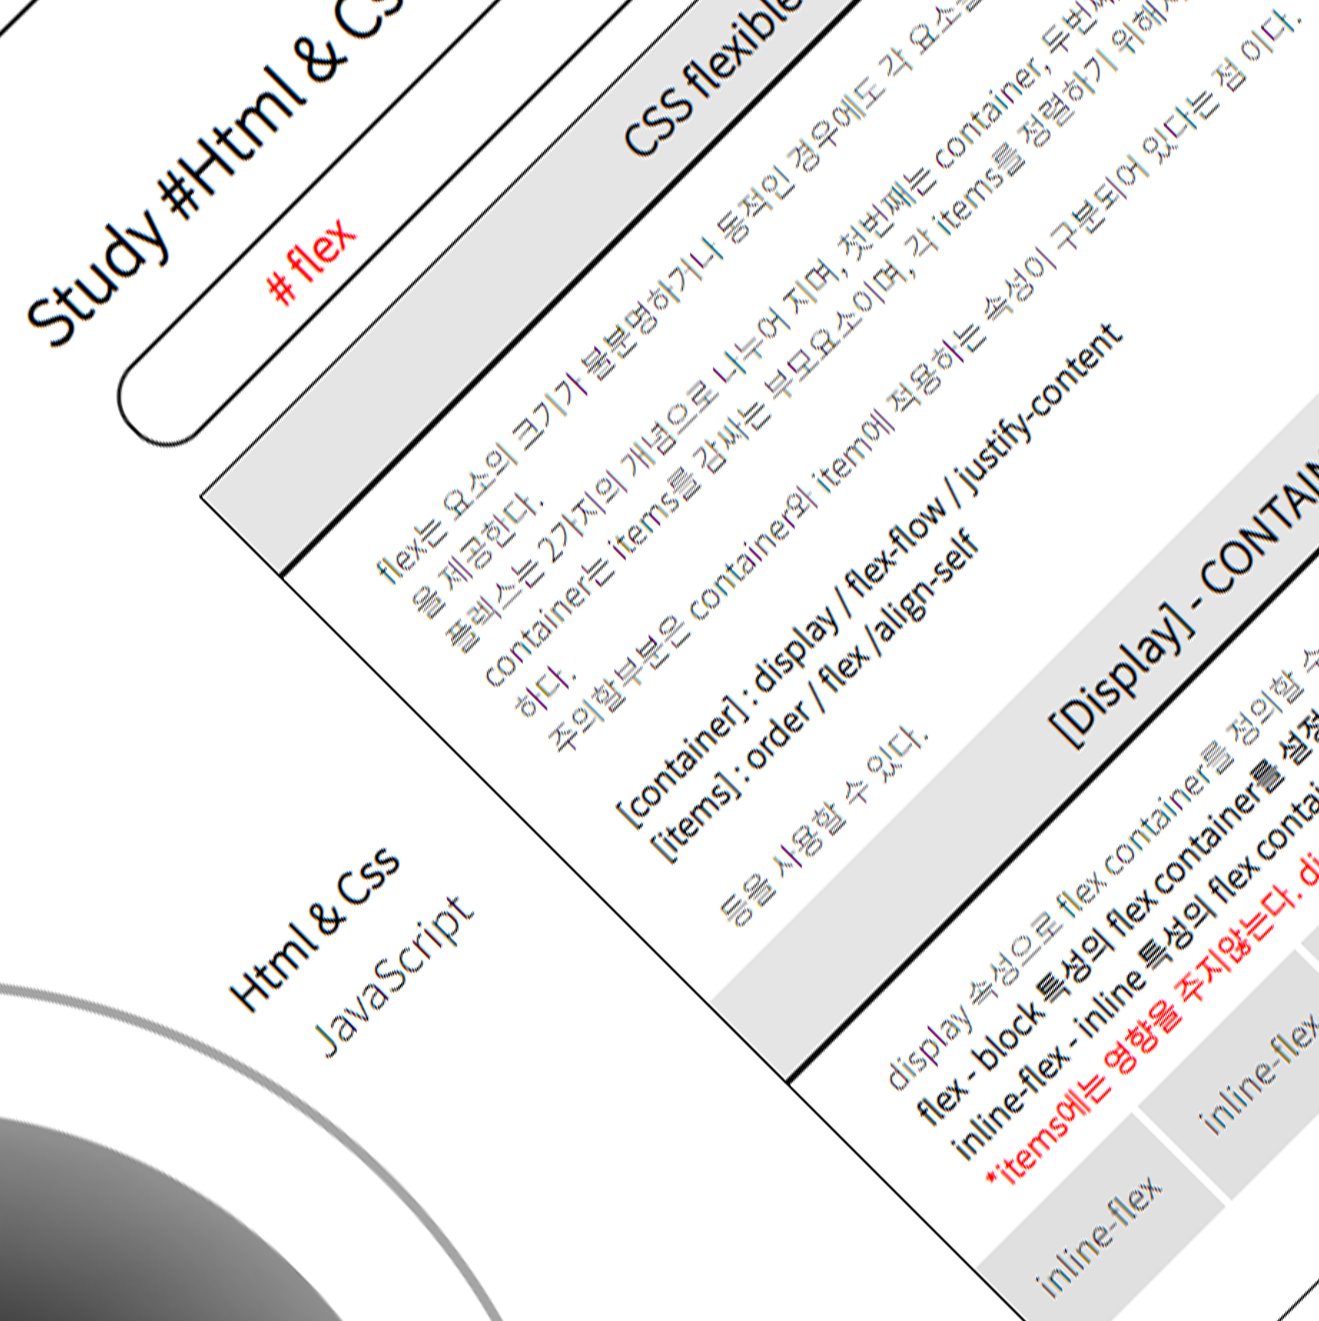 Study #Html &
# flex
CSS flexible
flex는 요소의 크기가 불분명하거나 동적인 경우에도 각 요소를
을 제공한다.
플렉스는 2가지의 개념으로 나누어 지며, 첫번째는 container, 두번째
container는 items를 감싸는 부모요소이며, 각 items를 정렬하기 위해서
하다.
주의할부분은 container와 item에 적용하는 속성이 구분되어 있다는 점 이다.
[container] : display / flex-flow / justify-content
[items] : order / flex /align-self
등을 사용할 수 있다.
[Display] - CONTAIN
display 속성으로 flex container를 정의할 수
flex - block 특성의 flex container를 설정
inline-flex - inline 특성의 flex contai
*items에는 영향을 주지않는다. di
inline-flex
inline-flex
Html & Css
JavaScript